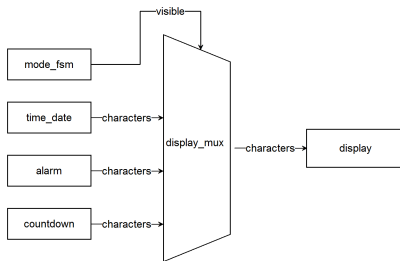 visible
mode_fsm
time_date
characters
display_mux
characters
display
alarm
characters
countdown
characters